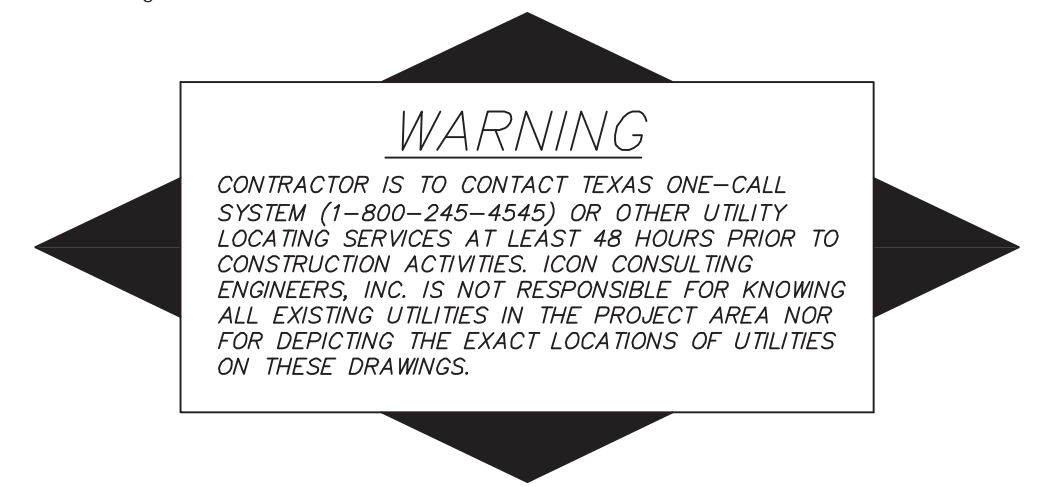 WARNING
CONTRACTOR IS TO CONTACT TEXAS ONE-CALL
SYSTEM (1-800-245-4545) OR OTHER UTILITY
LOCATING SERVICES AT LEAST 48 HOURS PRIOR TO
CONSTRUCTION ACTIVITIES. ICON CONSULTING
ENGINEERS, INC. IS NOT RESPONSIBLE FOR KNOWING
ALL EXISTING UTILITIES IN THE PROJECT AREA NOR
FOR DEPICTING THE EXACT LOCATIONS OF UTILITIES
ON THESE DRAWINGS.